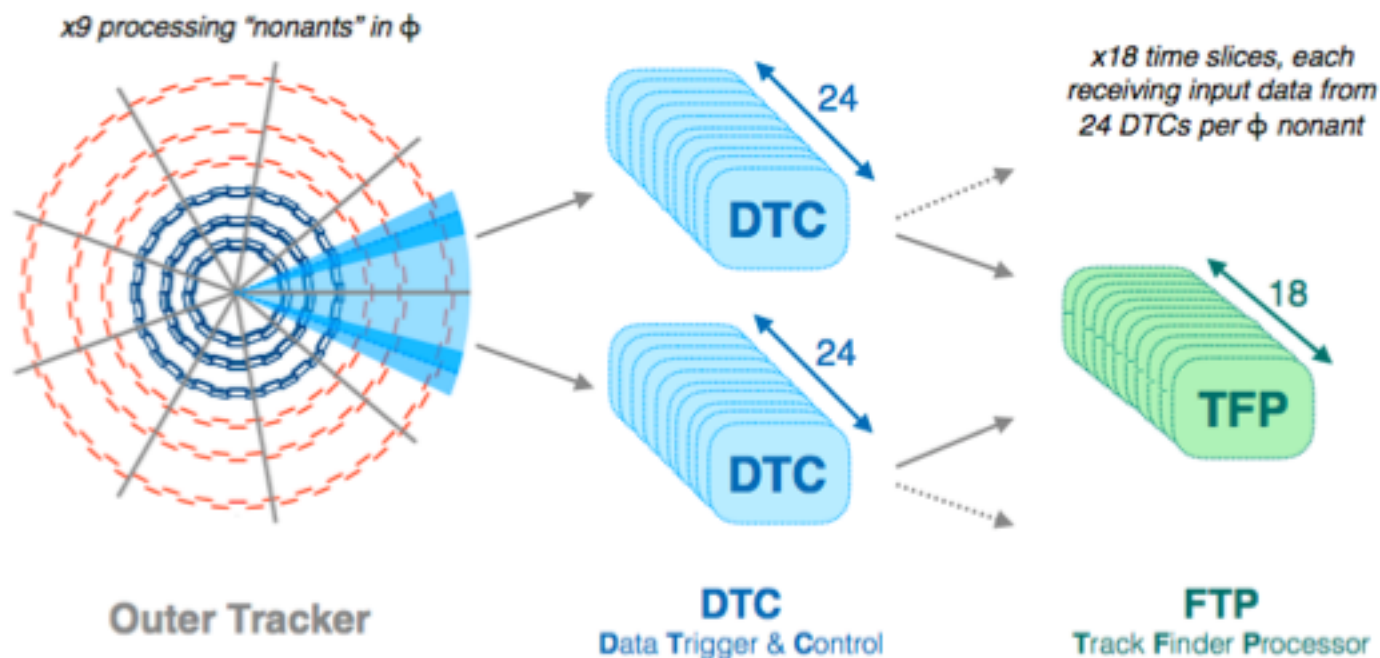 x9 processing “nonants” in ϕ
x18 time slices, each
receiving input data from
24 DTCs per ϕ nonant
24
DTC
18
TFP
24
DTC
Outer Tracker
DTC
Data Trigger & Control
FTP
Track Finder Processor